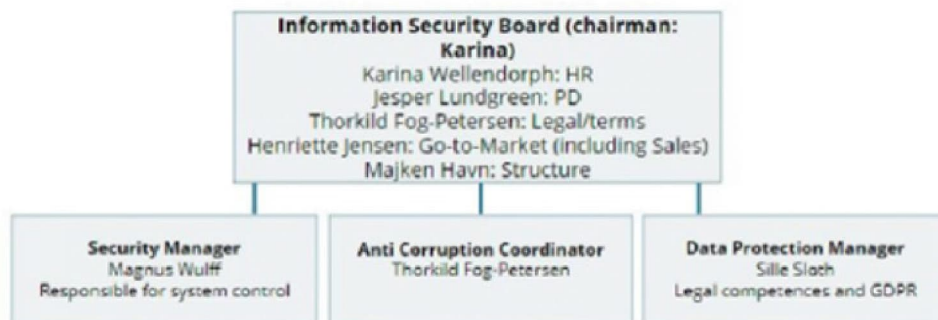 Information Security Board (chairman:
Karina)
Karina Wellendorph: HR
Jesper Lundgreen: PD
Thorkild Fog-Petersen: Legal/terms
Henriette Jensen: Go-to-Market (including Sales)
Majken Havn: Structure
Security Manager
Magnus Wulff
Responsible for system control
Anti Corruption Coordinator
Thorkild Fog-Petersen
Data Protection Manager
Sille Sloth
Legal competences and GDPR